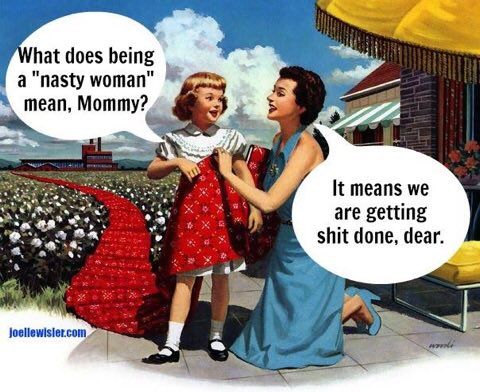 What does being
a "nasty woman"
mean, Mommy?
It means we
are getting
shit done, dear.
joellewisler.com